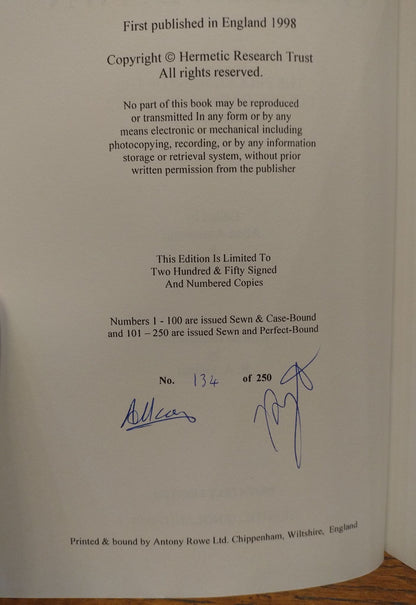 First published in England 1998
Copyright © Hermetic Research Trust
All rights reserved.
No part of this book may be reproduced
or transmitted In any form or by any
means electronic or mechanical including
photocopying, recording, or by any information
storage or retrieval system, without prior
written permission from the publisher
This Edition Is Limited To
Two Hundred & Fifty Signed
And Numbered Copies
Numbers 1 - 100 are issued Sewn & Case-Bound
and 101 – 250 are issued Sewn and Perfect-Bound
No. 134 of 250
Printed & bound by Antony Rowe Ltd. Chippenham, Wiltshire, England